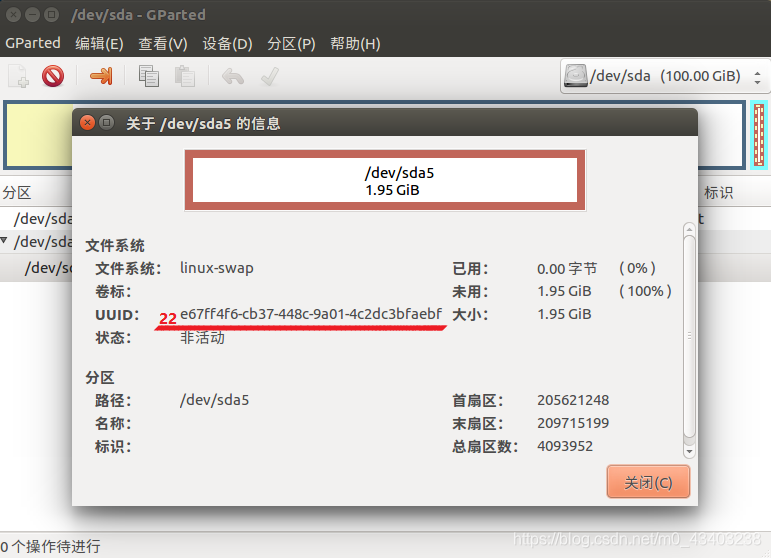 /dev/sda - GParted
GParted 编辑(E) 查看(V) 设备(D) 分区(P) 帮助(H)
/dev/sda (100.00 GiB)
关于 /dev/sda5 的信息
/dev/sda5
1.95 GiB
分区 标识
/dev/sda
/dev/sda
文件系统
文件系统： linux-swap 已用： 0.00 字节 ( 0% )
卷标： 未用： 1.95 GiB ( 100% )
UUID： 22 e67ff4f6-cb37-448c-9a01-4c2dc3bfaebf 大小： 1.95 GiB
状态： 非活动
分区
路径： /dev/sda5 首扇区： 205621248
名称： 末扇区： 209715199
标识： 总扇区数： 4093952
关闭(C)
0 个操作待进行
https://blog.csdn.net/m0_43403238